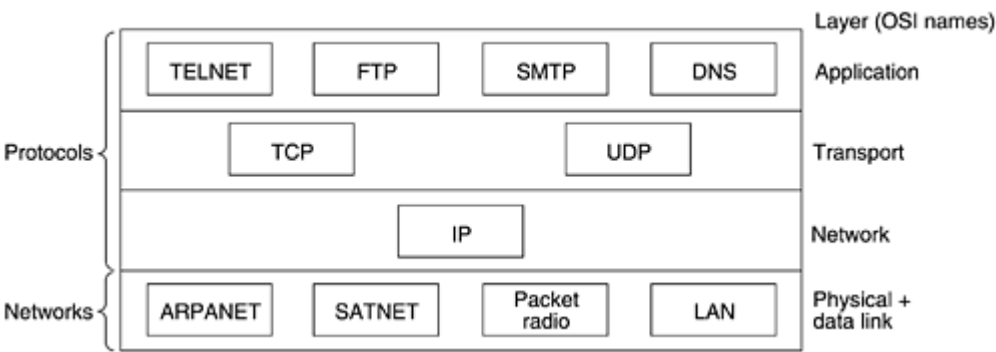 Layer (OSI names)
TELNET FTP SMTP DNS Application
Protocols TCP UDP Transport
IP Network
Networks ARPANET SATNET Packet radio LAN Physical + data link